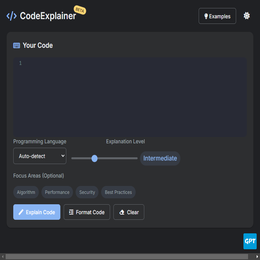 </> CodeExplainer BETA
Examples
Your Code
1
Programming Language
Explanation Level
Auto-detect
Intermediate
Focus Areas (Optional)
Algorithm
Performance
Security
Best Practices
Explain Code
Format Code
Clear
GPT